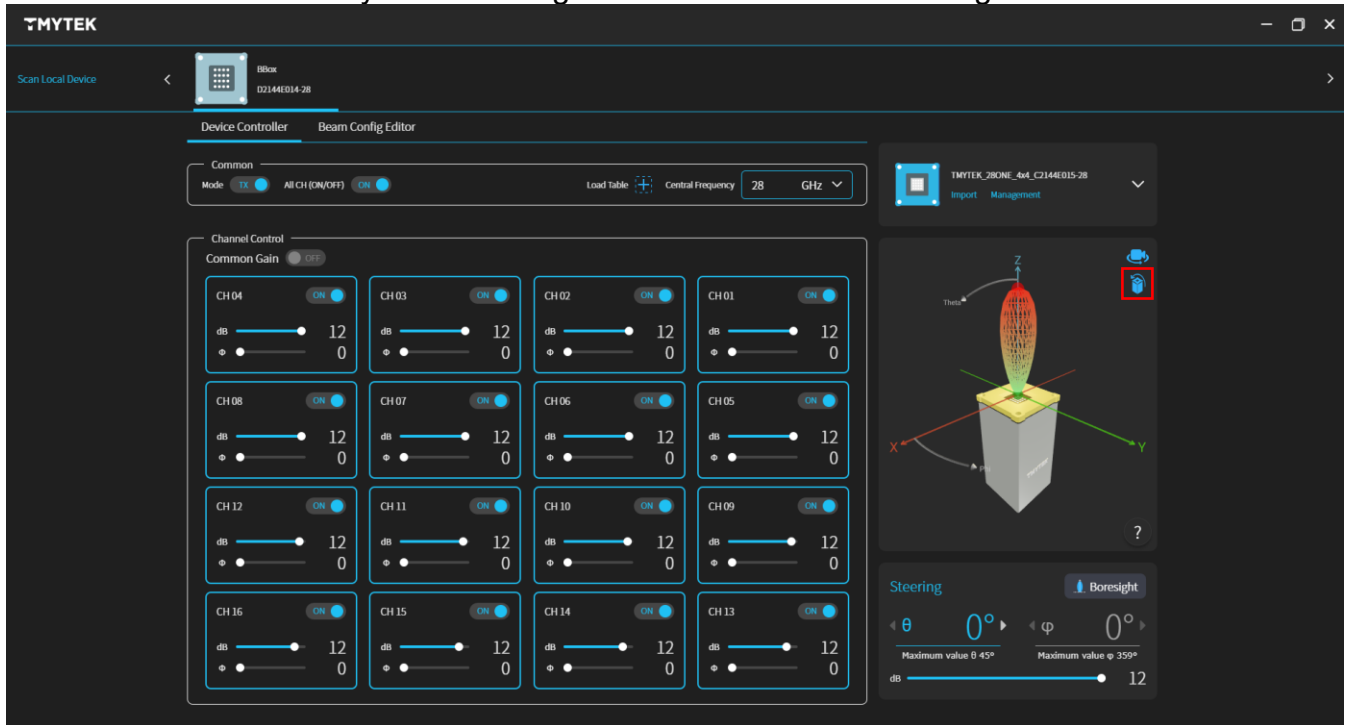 TMYTEK
Scan Local Device
BBox
D2144E014-28
Device Controller Beam Config Editor
Common
Mode TX All CH (ON/OFF) ON Load Table Central Frequency 28 GHz
TMYTEK_28ONE_4x4_C2144E015-28
Import Management
Channel Control
Common Gain OFF
CH 04 ON CH 03 ON CH 02 ON CH 01 ON
dB 12 dB 12 dB 12 dB 12
Φ 0 Φ 0 Φ 0 Φ 0
CH 08 ON CH 07 ON CH 06 ON CH 05 ON
dB 12 dB 12 dB 12 dB 12
Φ 0 Φ 0 Φ 0 Φ 0
CH 12 ON CH 11 ON CH 10 ON CH 09 ON
dB 12 dB 12 dB 12 dB 12
Φ 0 Φ 0 Φ 0 Φ 0
CH 16 ON CH 15 ON CH 14 ON CH 13 ON
dB 12 dB 12 dB 12 dB 12
Φ 0 Φ 0 Φ 0 Φ 0
Z
Theta
X Y
Phi
TMYTEK
?
Steering Boresight
θ 0° φ 0°
Maximum value θ 45° Maximum value φ 359°
dB 12